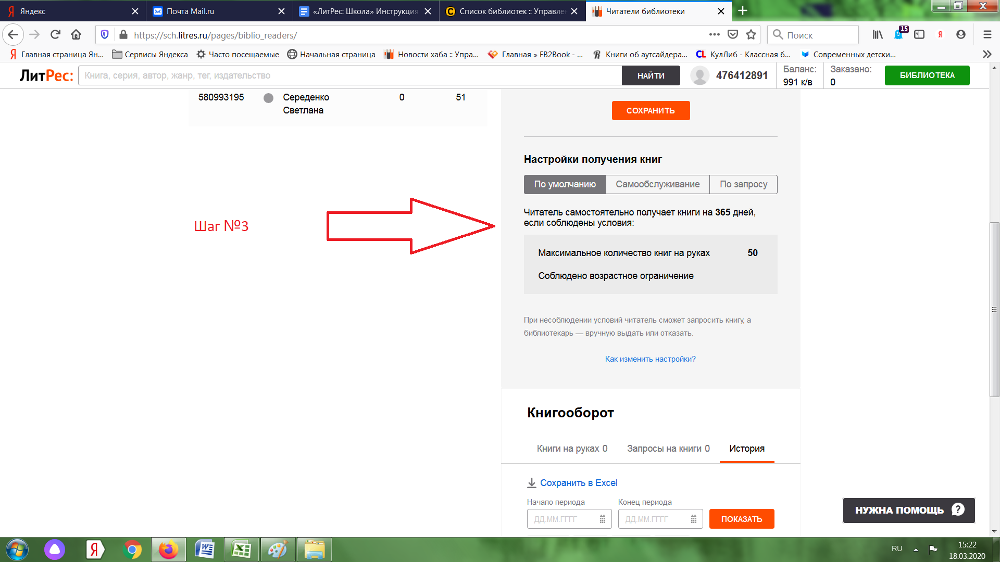 Яндекс
Почта Mail.ru
«ЛитРес: Школа» Инструкция
Список библиотек :: Управле
Читатели библиотеки
https://sch.litres.ru/pages/biblio_readers/
Поиск
15
Главная страница Ян...
Сервисы Яндекса
Часто посещаемые
Начальная страница
Новости хаба :: Упра...
Главная » FB2Book - ...
Книги об аутсайдера...
CL КулЛиб - Классная б...
Современных детски...
ЛитРес:
Книга, серия, автор, жанр, тег, издательство
НАЙТИ
476412891
Баланс:
991 к/в
Заказано:
0
БИБЛИОТЕКА
580993195 Середенко 0 51
Светлана
СОХРАНИТЬ
Настройки получения книг
По умолчанию Самообслуживание По запросу
Шаг №3
Читатель самостоятельно получает книги на 365 дней,
если соблюдены условия:
Максимальное количество книг на руках 50
Соблюдено возрастное ограничение
При несоблюдении условий читатель сможет запросить книгу, а
библиотекарь — вручную выдать или отказать.
Как изменить настройки?
Книгооборот
Книги на руках 0 Запросы на книги 0 История
Сохранить в Excel
Начало периода Конец периода
ДД.ММ.ГГГГ ДД.ММ.ГГГГ ПОКАЗАТЬ
НУЖНА ПОМОЩЬ ?
RU
15:22
18.03.2020